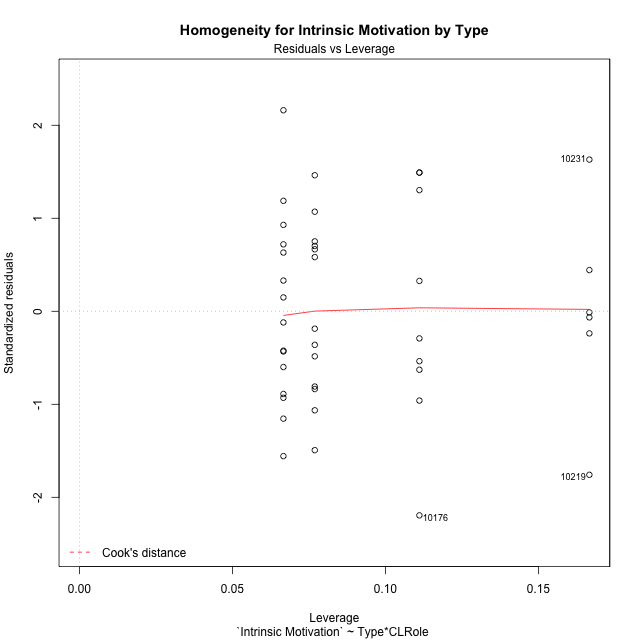 Homogeneity for Intrinsic Motivation by Type
Residuals vs Leverage
Standardized residuals
2
1
0
-1
-2
10231
10219
10176
Cook's distance
0.00 0.05 0.10 0.15
Leverage
`Intrinsic Motivation` ~ Type*CLRole